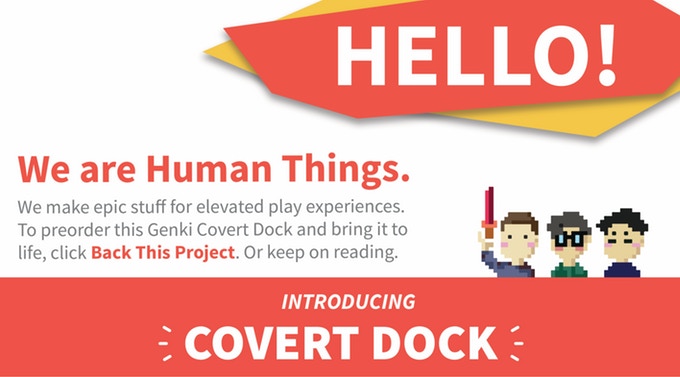 HELLO!
We are Human Things.
We make epic stuff for elevated play experiences.
To preorder this Genki Covert Dock and bring it to
life, click Back This Project. Or keep on reading.
INTRODUCING
COVERT DOCK